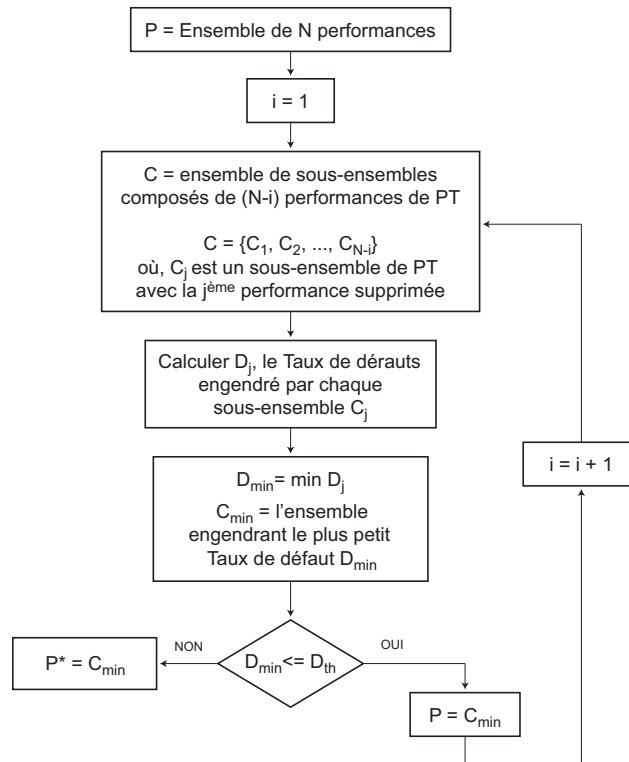 P = Ensemble de N performances
i = 1
C = ensemble de sous-ensembles
composés de (N-i) performances de PT
C = {C1, C2, ..., CN-i}
où, Cj est un sous-ensemble de PT
avec la jème performance supprimée
Calculer Dj, le Taux de dérauts
engendré par chaque
sous-ensemble Cj
i = i + 1
Dmin= min Dj
Cmin = l'ensemble
engendrant le plus petit
Taux de défaut Dmin
NON
OUI
P* = Cmin
Dmin<= Dth
P = Cmin